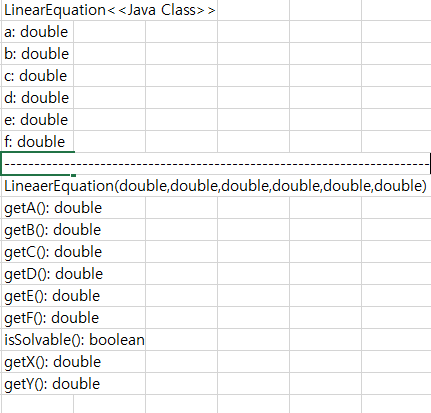 LinearEquation<<Java Class>>
a: double
b: double
c: double
d: double
e: double
f: double
--------------------------------------------------------------------------
LineaerEquation(double,double,double,double,double,double)
getA(): double
getB(): double
getC(): double
getD(): double
getE(): double
getF(): double
isSolvable(): boolean
getX(): double
getY(): double